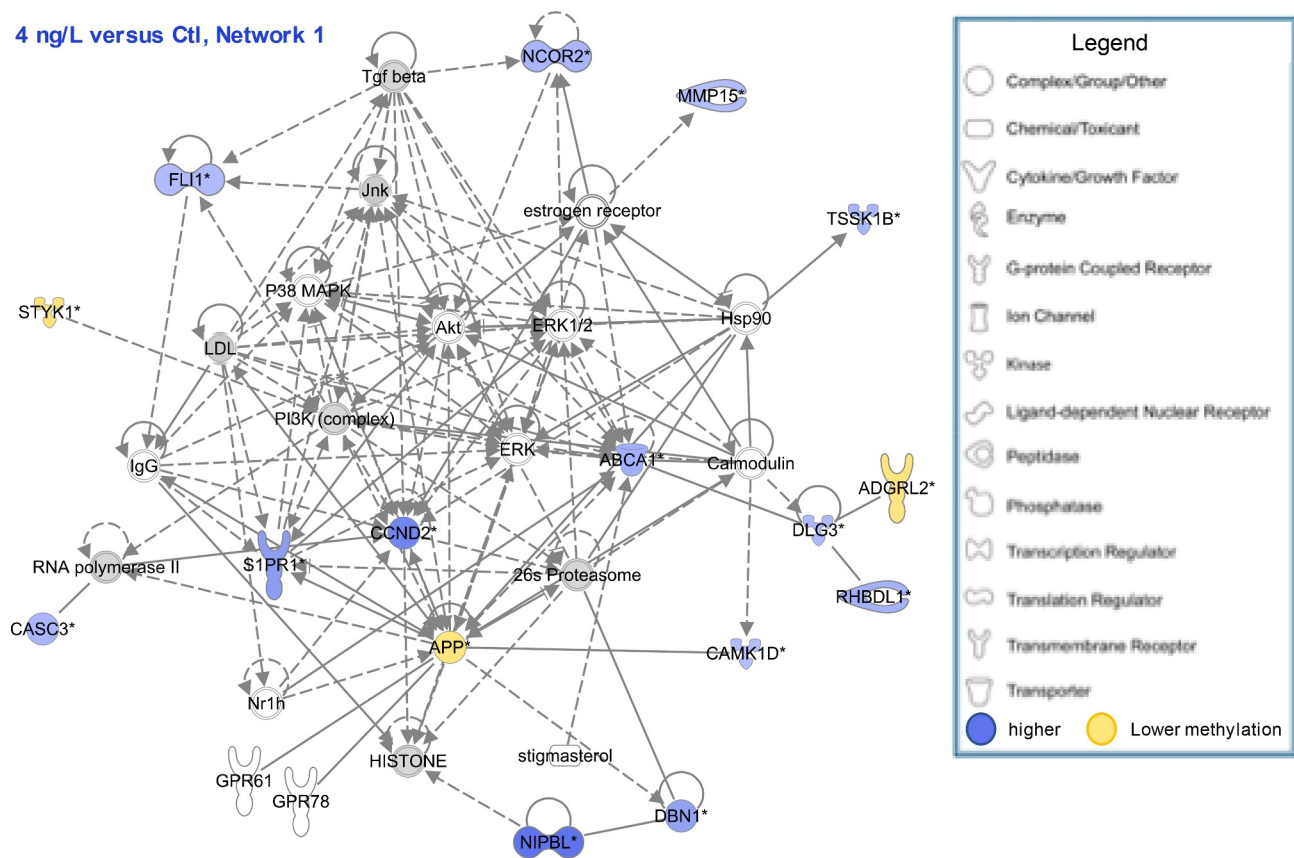 4 ng/L versus Ctl, Network 1
Tgf beta
NCOR2*
MMP15*
FLI1*
Jnk
estrogen receptor
TSSK1B*
P38 MAPK
STYK1*
LDL
Akt
ERK1/2
Hsp90
PI3K (complex)
IgG
ERK
ABCA1*
Calmodulin
ADGRL2*
CCND2*
DLG3*
RNA polymerase II
S1PR1*
26s Proteasome
RHBDL1*
CASC3*
APP*
CAMK1D*
Nr1h
HISTONE
stigmasterol
GPR61
GPR78
DBN1*
NIPBL*
Legend
Complex/Group/Other
Chemical/Toxicant
Cytokine/Growth Factor
Enzyme
G-protein Coupled Receptor
Ion Channel
Kinase
Ligand-dependent Nuclear Receptor
Peptidase
Phosphatase
Transcription Regulator
Translation Regulator
Transmembrane Receptor
Transporter
higher
Lower methylation